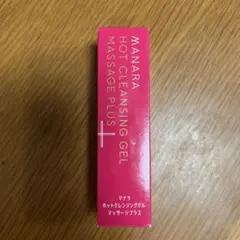 MANARA
HOT CLEANSING GEL
MASSAGE PLUS
マナラ
ホットクレンジングゲル
マッサージプラス